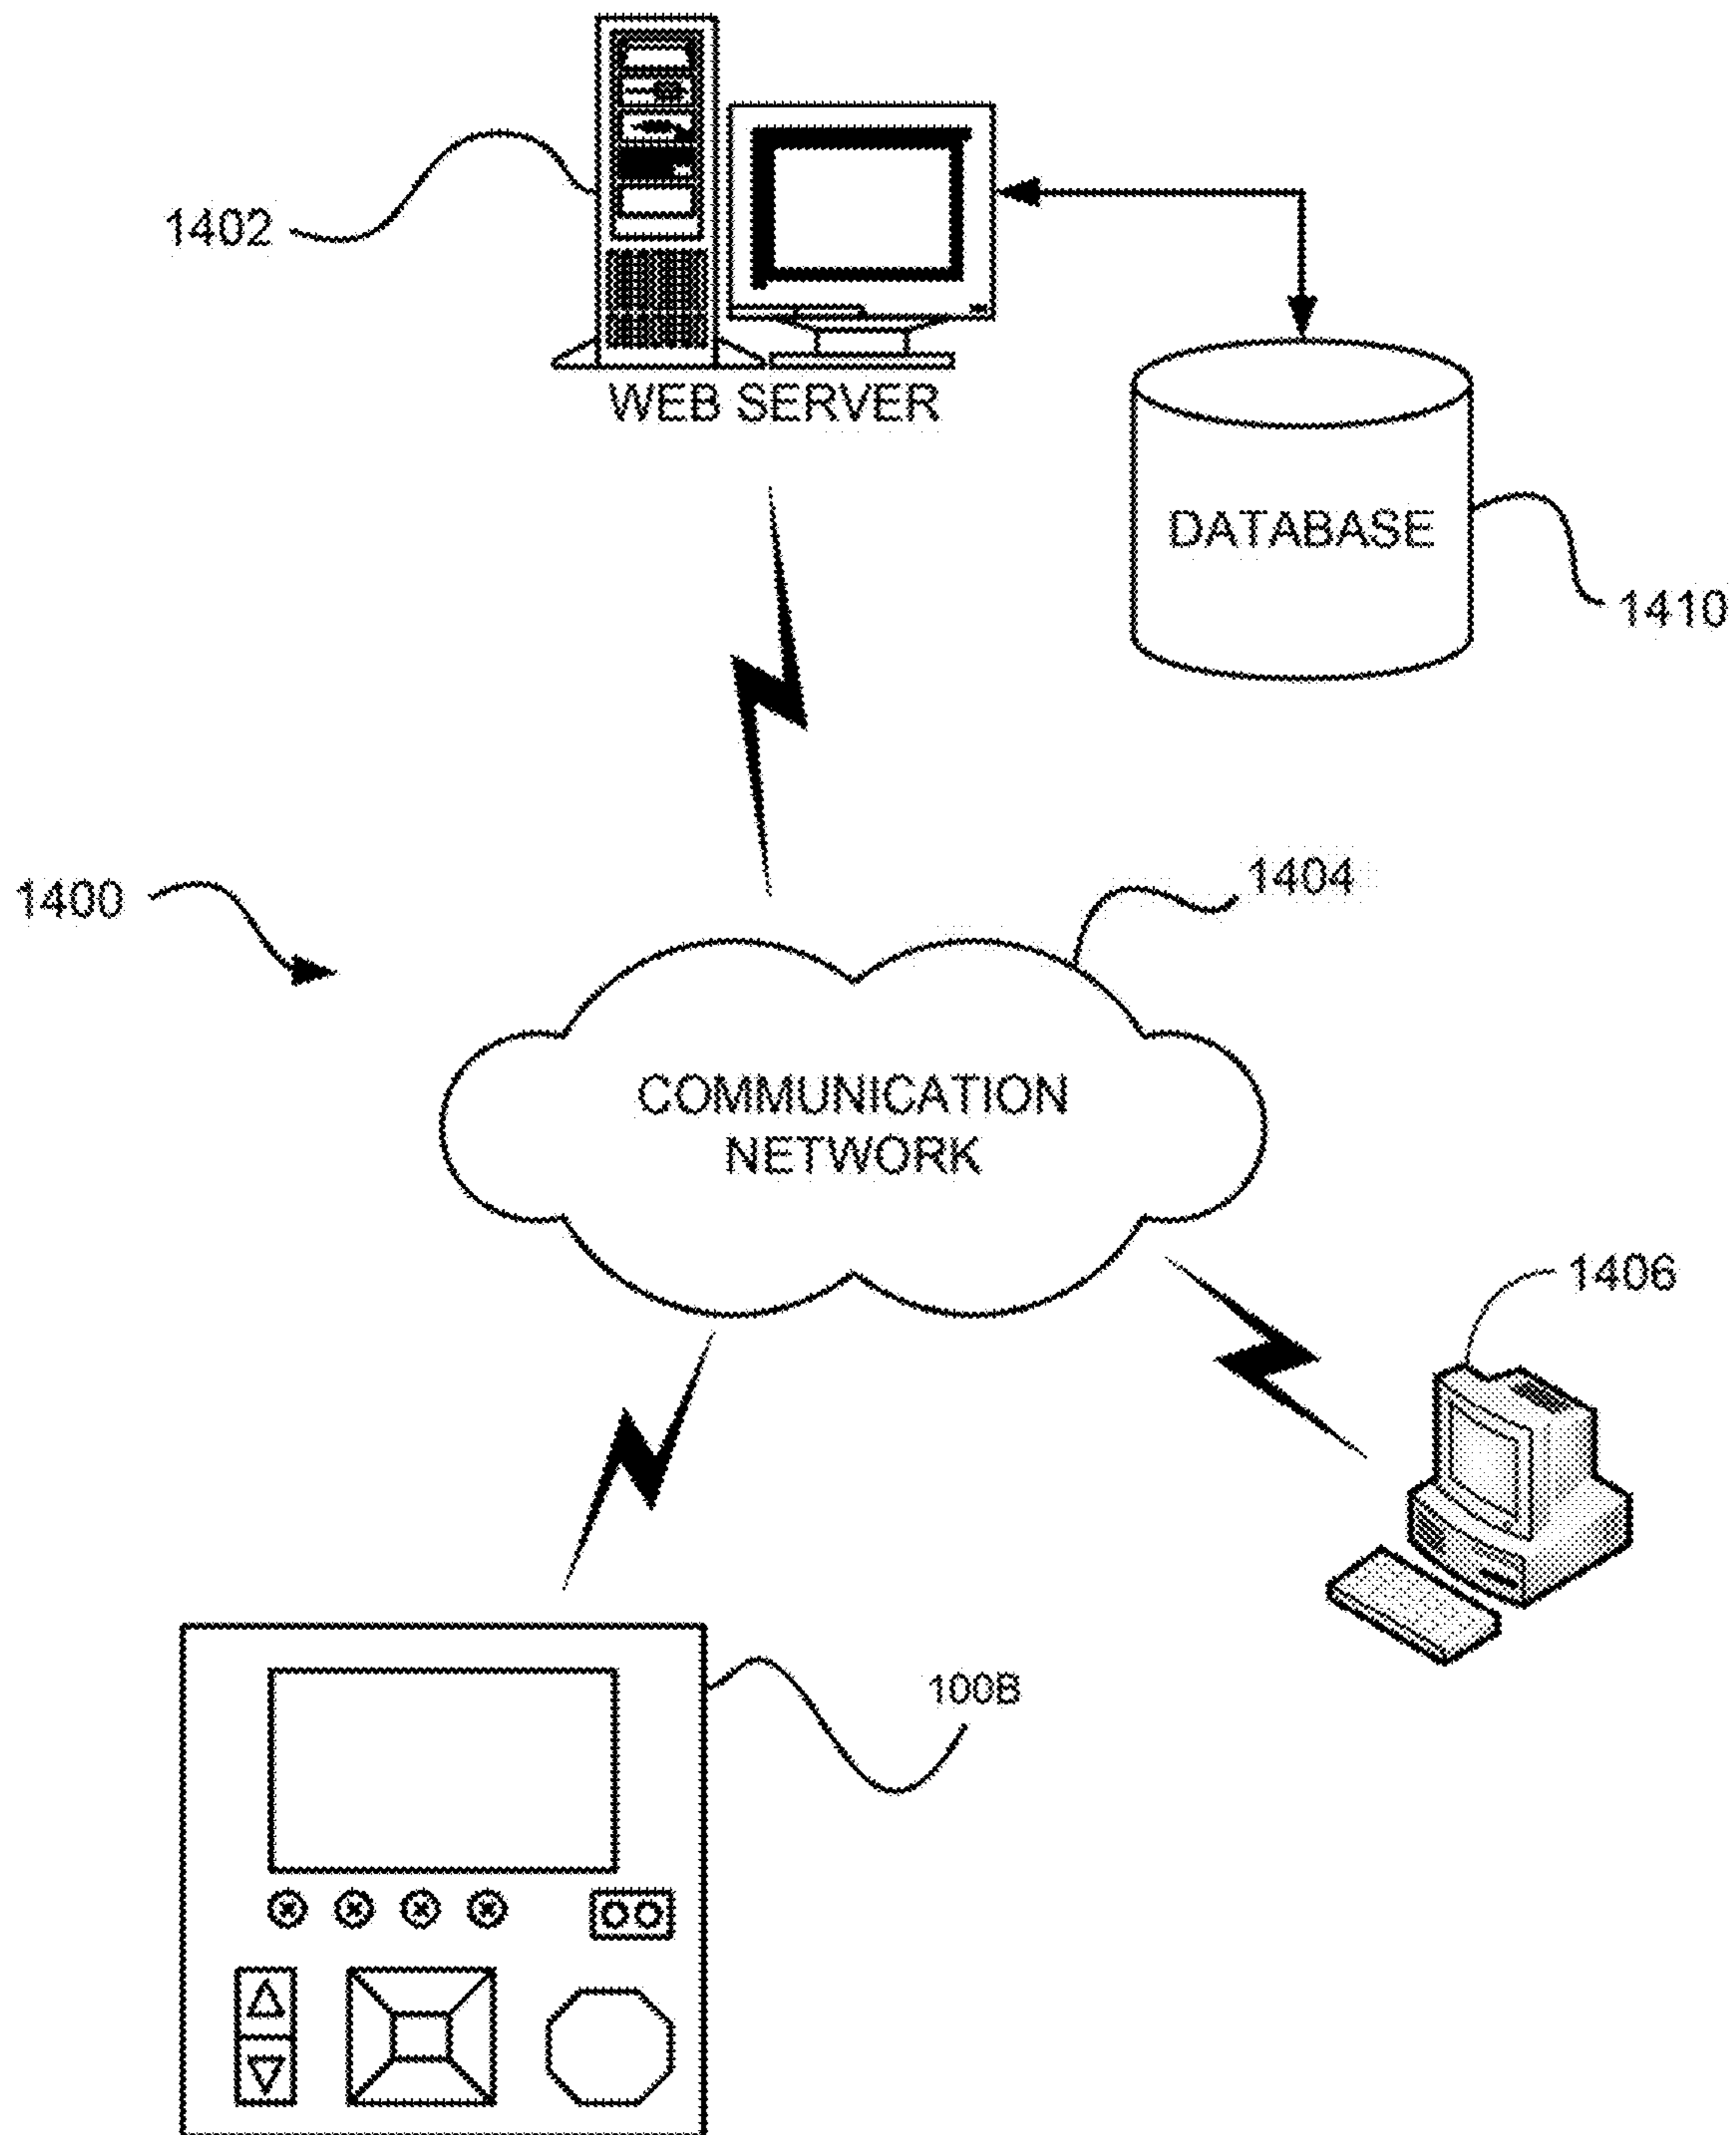 1402
WEB SERVER
DATABASE
1410
1400
1404
COMMUNICATION
NETWORK
1406
100B